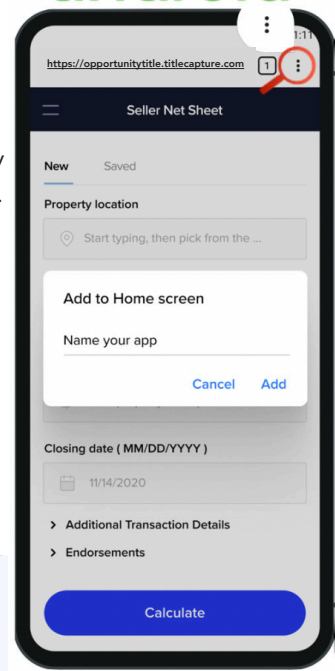 1:11
https://opportunitytitle.titlecapture.com 1
Seller Net Sheet
New Saved
Property location
Start typing, then pick from the ...
Add to Home screen
Name your app
Cancel Add
Closing date ( MM/DD/YYYY )
11/14/2020
Additional Transaction Details
Endorsements
Calculate